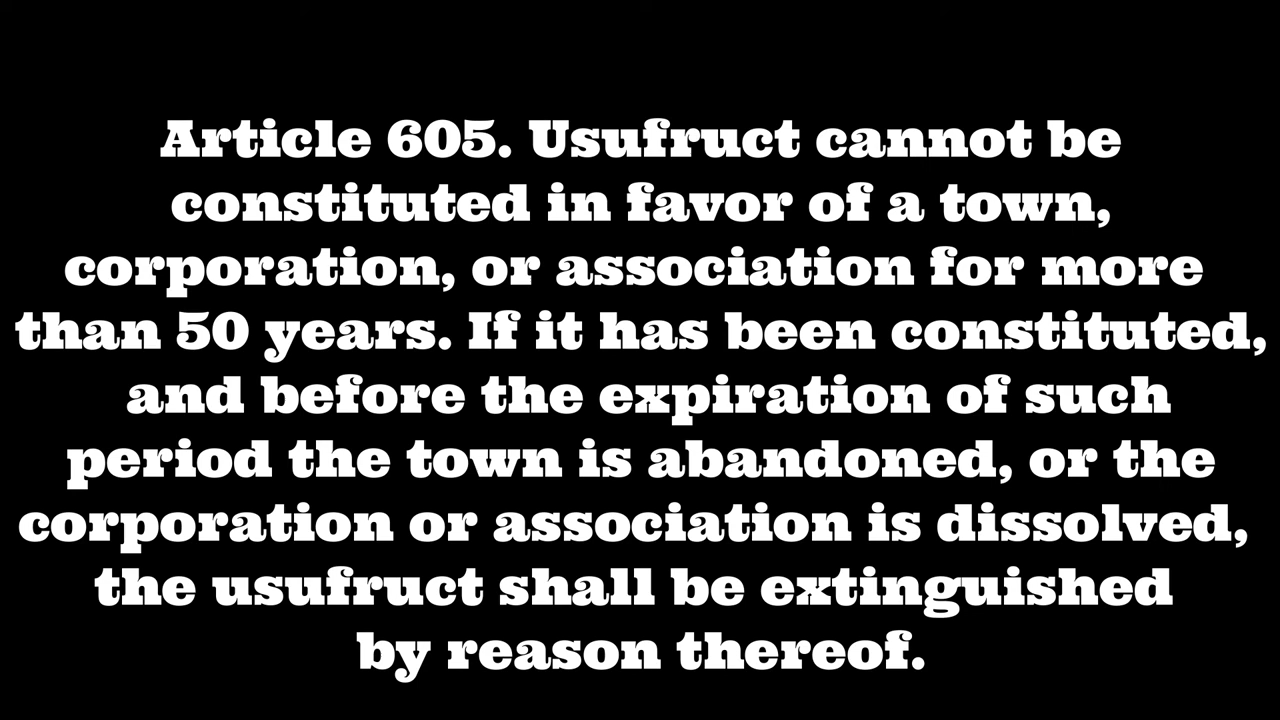 Article 605. Usufruct cannot be
constituted in favor of a town,
corporation, or association for more
than 50 years. If it has been constituted,
and before the expiration of such
period the town is abandoned, or the
corporation or association is dissolved,
the usufruct shall be extinguished
by reason thereof.